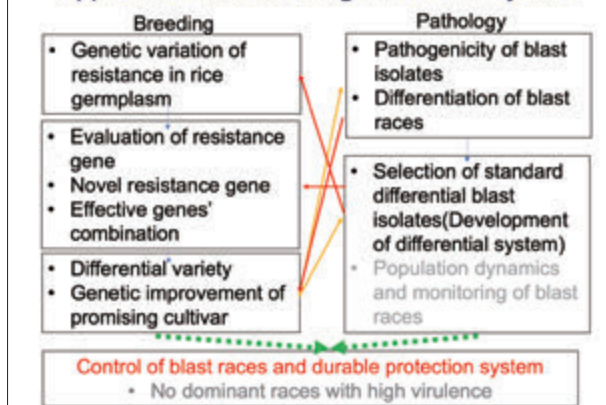 Breeding
• Genetic variation of
resistance in rice
germplasm
• Evaluation of resistance
gene
• Novel resistance gene
• Effective genes'
combination
• Differential variety
• Genetic improvement of
promising cultivar
Pathology
• Pathogenicity of blast
isolates
• Differentiation of blast
races
• Selection of standard
differential blast
isolates(Development
of differential system)
• Population dynamics
and monitoring of blast
races
Control of blast races and durable protection system
• No dominant races with high virulence